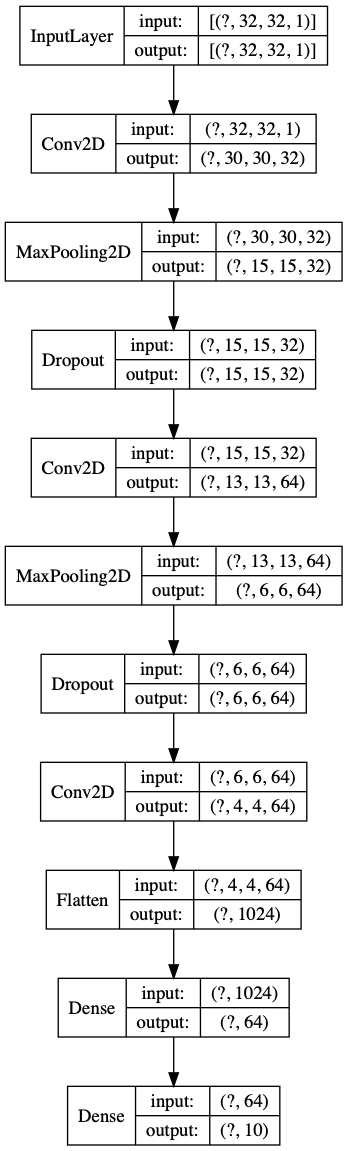 InputLayer
input: [(?, 32, 32, 1)]
output: [(?, 32, 32, 1)]
Conv2D
input: (?, 32, 32, 1)
output: (?, 30, 30, 32)
MaxPooling2D
input: (?, 30, 30, 32)
output: (?, 15, 15, 32)
Dropout
input: (?, 15, 15, 32)
output: (?, 15, 15, 32)
Conv2D
input: (?, 15, 15, 32)
output: (?, 13, 13, 64)
MaxPooling2D
input: (?, 13, 13, 64)
output: (?, 6, 6, 64)
Dropout
input: (?, 6, 6, 64)
output: (?, 6, 6, 64)
Conv2D
input: (?, 6, 6, 64)
output: (?, 4, 4, 64)
Flatten
input: (?, 4, 4, 64)
output: (?, 1024)
Dense
input: (?, 1024)
output: (?, 64)
Dense
input: (?, 64)
output: (?, 10)